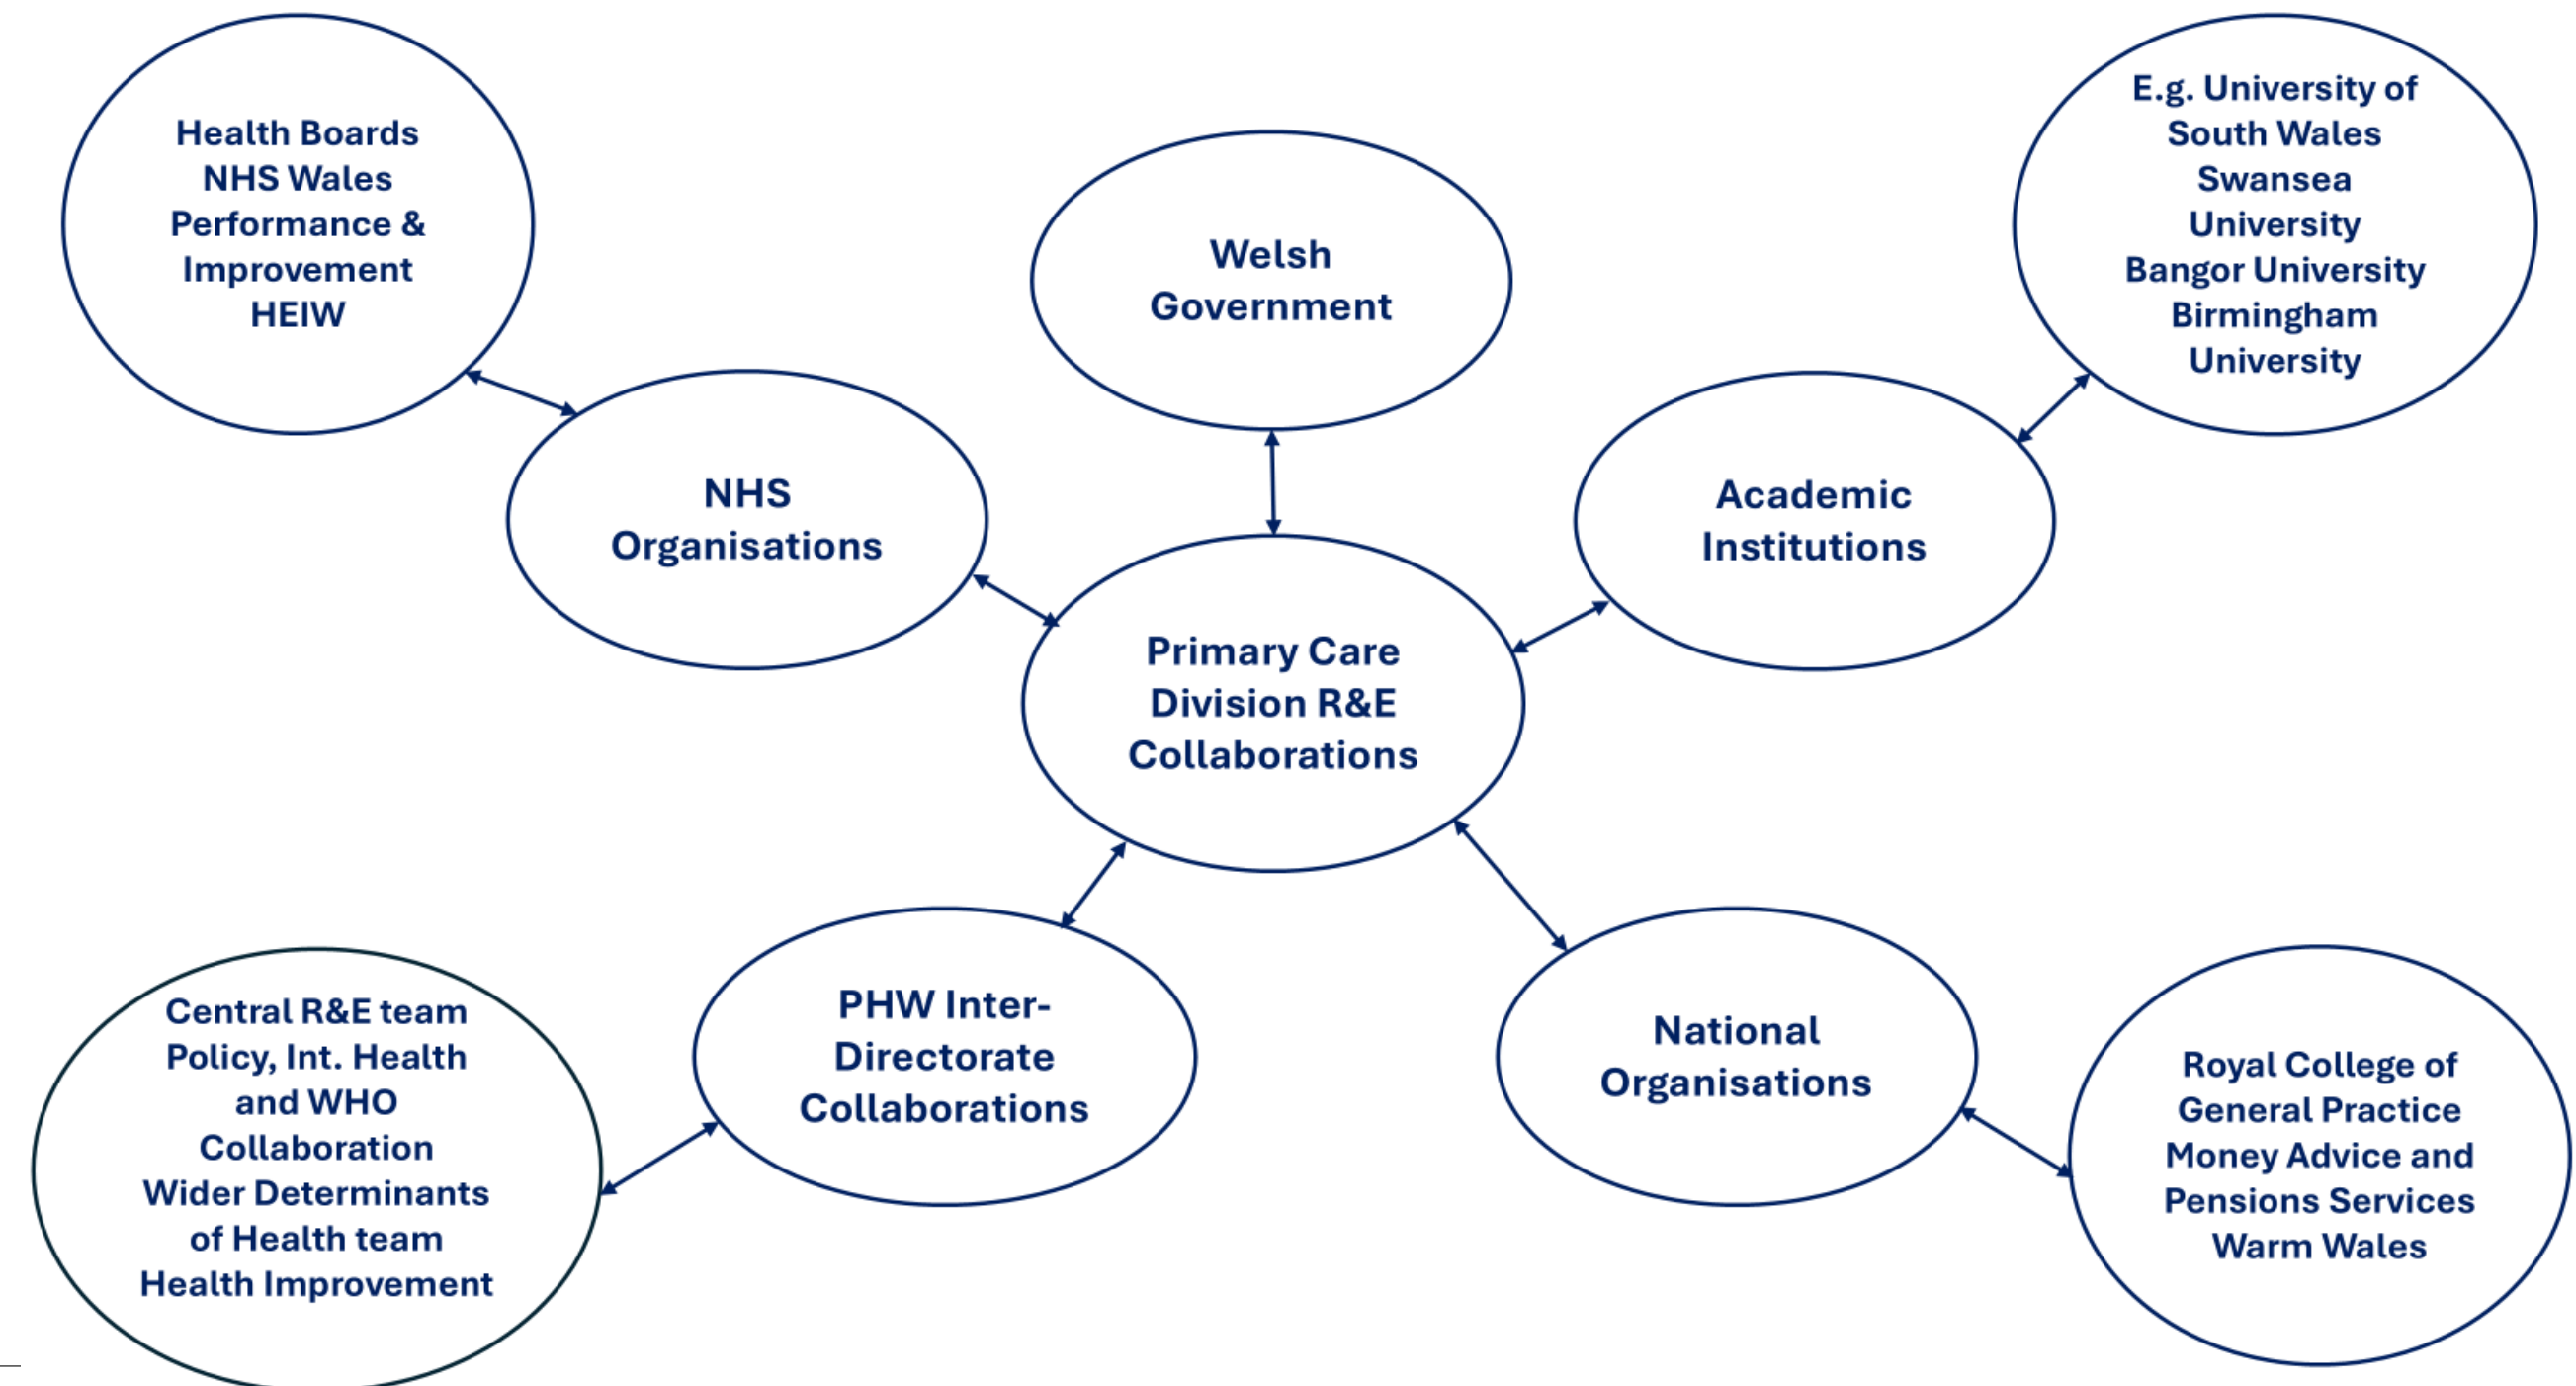 Health Boards
NHS Wales
Performance &
Improvement
HEIW
Welsh
Government
E.g. University of
South Wales
Swansea
University
Bangor University
Birmingham
University
NHS
Organisations
Academic
Institutions
Primary Care
Division R&E
Collaborations
Central R&E team
Policy, Int. Health
and WHO
Collaboration
Wider Determinants
of Health team
Health Improvement
PHW Inter-
Directorate
Collaborations
National
Organisations
Royal College of
General Practice
Money Advice and
Pensions Services
Warm Wales